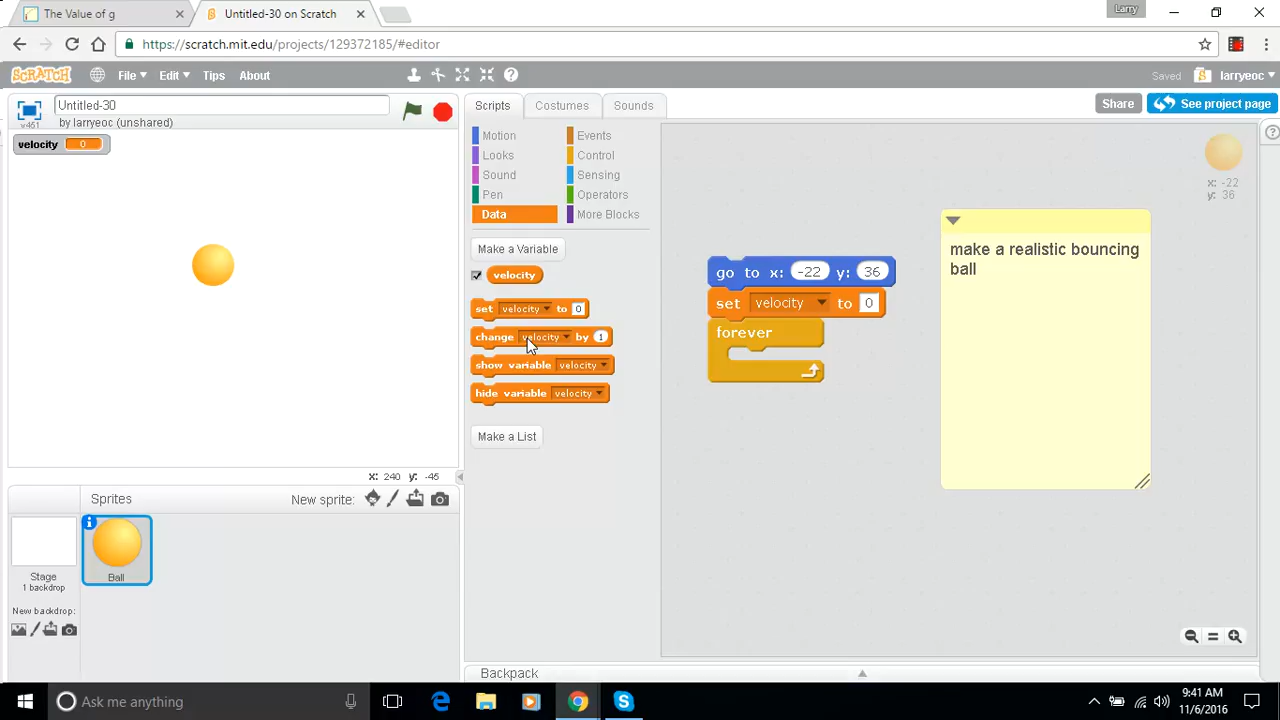 The Value of g
Untitled-30 on Scratch
Larry
https://scratch.mit.edu/projects/129372185/#editor
SCRATCH
File
Edit
Tips
About
Saved
larryeoc
Untitled-30
v451
by larryeoc (unshared)
Scripts
Costumes
Sounds
Share
See project page
velocity 0
Motion
Events
Looks
Control
Sound
Sensing
Pen
Operators
Data
More Blocks
x: -22
y: 36
Make a Variable
velocity
set velocity to 0
change velocity by 1
show variable velocity
hide variable velocity
Make a List
go to x: -22 y: 36
set velocity to 0
forever
make a realistic bouncing
ball
x: 240 y: -45
Sprites
New sprite:
Stage
1 backdrop
New backdrop:
Ball
Backpack
Ask me anything
9:41 AM
11/6/2016